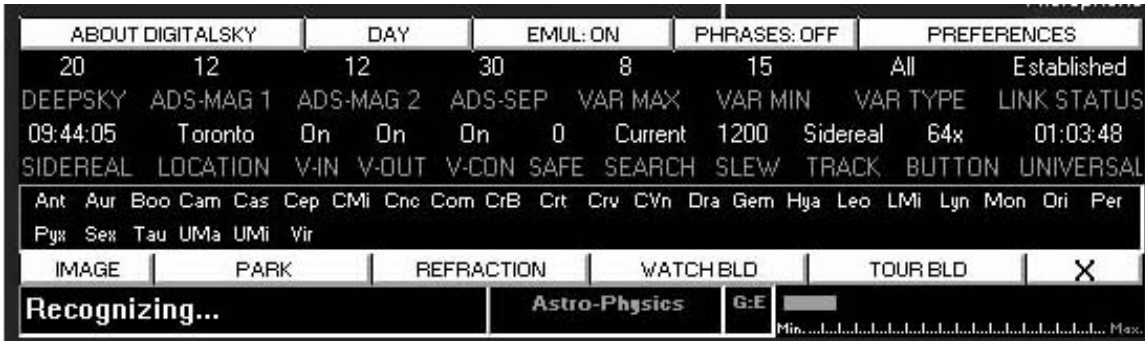 ABOUT DIGITALSKY DAY EMUL: ON PHRASES: OFF PREFERENCES
20 12 12 30 8 15 All Established
DEEPSKY ADS-MAG 1 ADS-MAG 2 ADS-SEP VAR MAX VAR MIN VAR TYPE LINK STATUS
09:44:05 Toronto On On On 0 Current 1200 Sidereal 64x 01:03:48
SIDEREAL LOCATION V-IN V-OUT V-CON SAFE SEARCH SLEW TRACK BUTTON UNIVERSAL
Ant Aur Boo Cam Cas Cep CMi Cnc Com CrB Crt Crv CVn Dra Gem Hya Leo LMi Lyn Mon Ori Per
Pyx Sex Tau UMa UMi Vir
IMAGE PARK REFRACTION WATCH BLD TOUR BLD X
Recognizing... Astro-Physics G:E
Min. Max.